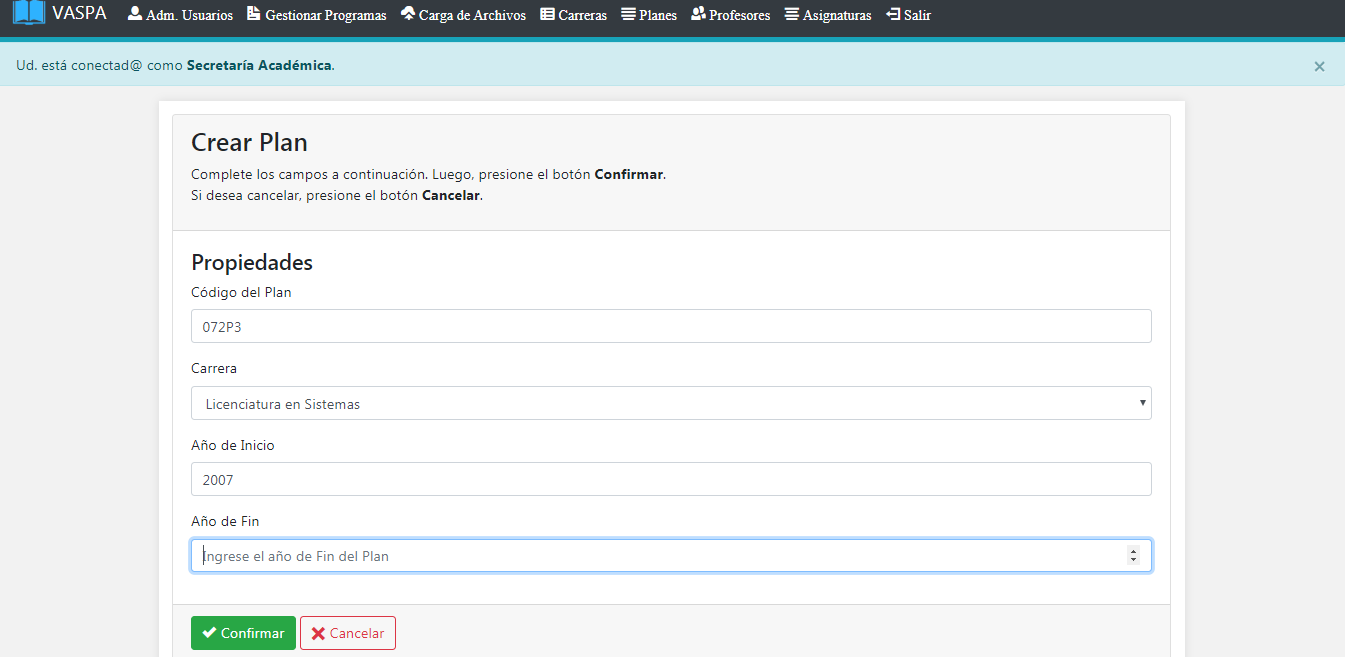 VASPA Adm. Usuarios Gestionar Programas Carga de Archivos Carreras Planes Profesores Asignaturas Salir
Ud. está conectad@ como Secretaría Académica. ×
Crear Plan
Complete los campos a continuación. Luego, presione el botón Confirmar.
Si desea cancelar, presione el botón Cancelar.
Propiedades
Código del Plan
072P3
Carrera
Licenciatura en Sistemas
Año de Inicio
2007
Año de Fin
Ingrese el año de Fin del Plan
Confirmar Cancelar